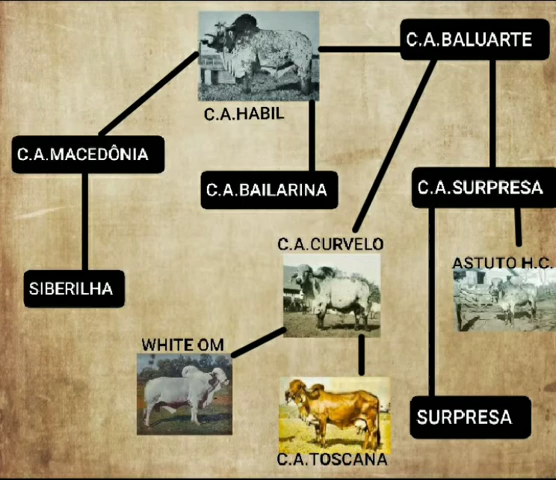 C.A.BALUARTE
C.A.HABIL
C.A.MACEDÔNIA
C.A.BAILARINA
C.A.SURPRESA
C.A.CURVELO
ASTUTO H.C.
SIBERILHA
WHITE OM
SURPRESA
C.A.TOSCANA